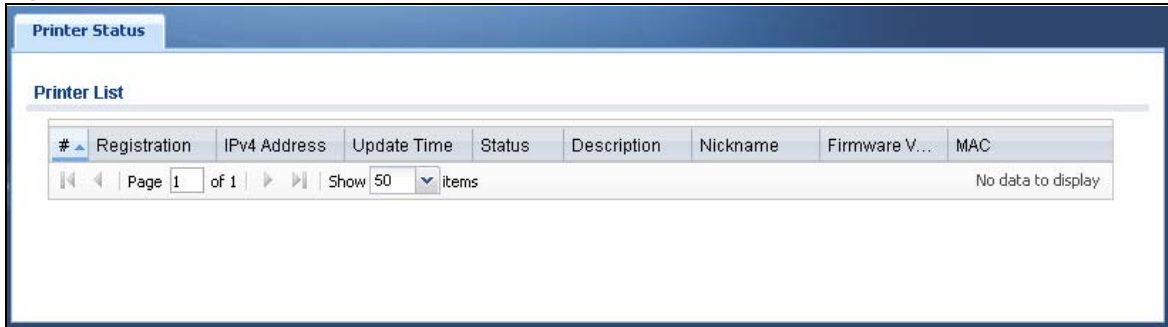 Printer Status
Printer List
# Registration IPv4 Address Update Time Status Description Nickname Firmware V... MAC
Page 1 of 1 Show 50 items No data to display